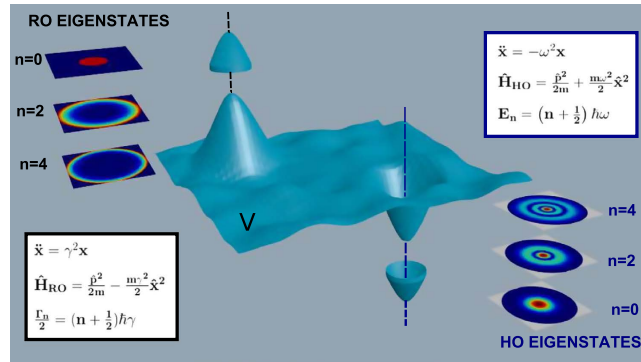 RO EIGENSTATES
n=0
n=2
n=4
V
ẍ = −ω²x
Ĥ_HO = p̂²/2m + mω²/2 x̂²
E_n = (n + 1/2) ħω
ẍ = γ²x
Ĥ_RO = p̂²/2m − mγ²/2 x̂²
Γ_n/2 = (n + 1/2)ħγ
n=4
n=2
n=0
HO EIGENSTATES